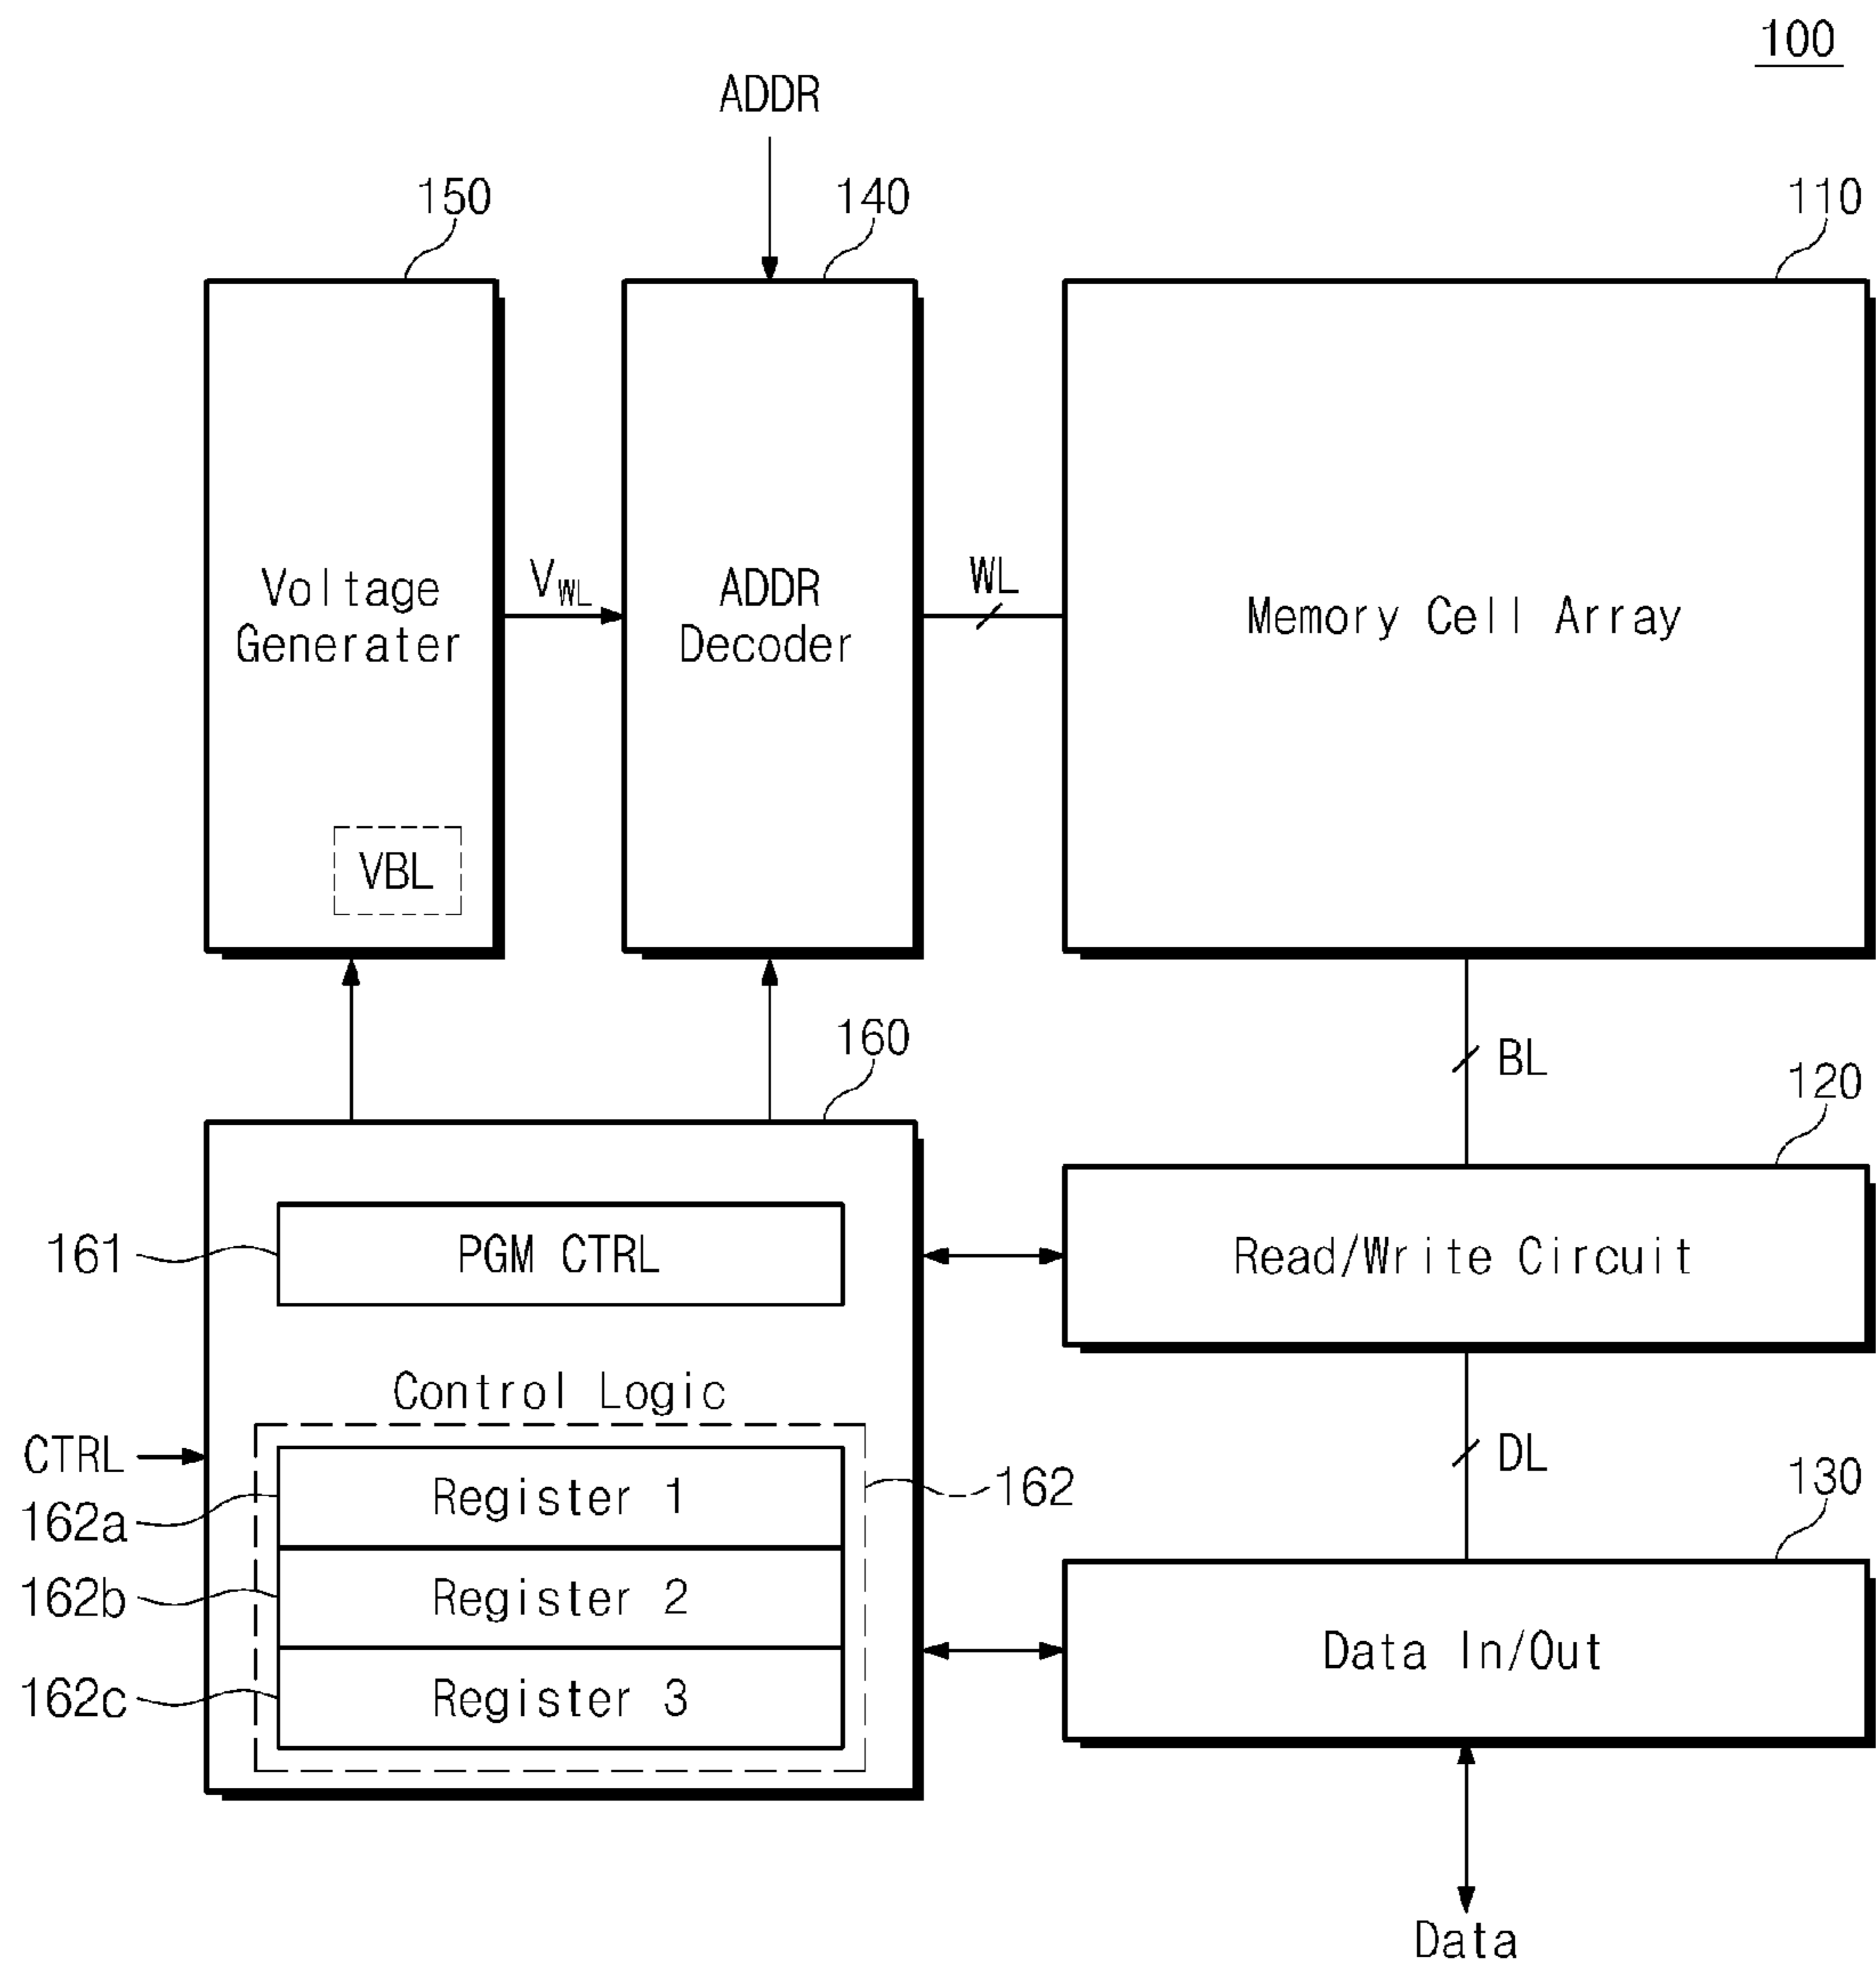 100
ADDR
150
140
110
Voltage
Generater
VWL
ADDR
Decoder
WL
Memory Cell Array
VBL
160
BL
120
161
PGM CTRL
Read/Write Circuit
Control Logic
CTRL
DL
162a
Register 1
162
130
162b
Register 2
Data In/Out
162c
Register 3
Data